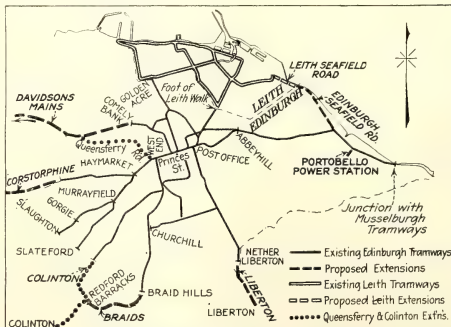 LEITH SEAFIELD
ROAD
GOLDEN
ACRE
Foot of
Leith Walk
DAVIDSONS
MAINS
COMELY
BANK
LEITH
EDINBURGH
EDINBURGH
SEAFIELD RD.
Queensferry
RD.
WEST END
ABBEYHILL
POST OFFICE
Princes
St.
HAYMARKET
PORTOBELLO
POWER STATION
CORSTORPHINE
MURRAYFIELD
GORGIE
SLAUGHTON
Junction with
Musselburgh
Tramways
SLATEFORD
CHURCHILL
NETHER
LIBERTON
COLINTON
REDFORD
BARRACKS
BRAID HILLS
LIBERTON
LIBERTON
COLINTON
BRAIDS
Existing Edinburgh Tramways
Proposed Extensions
Existing Leith Tramways
Proposed Leith Extensions
Queensferry & Colinton Extns.